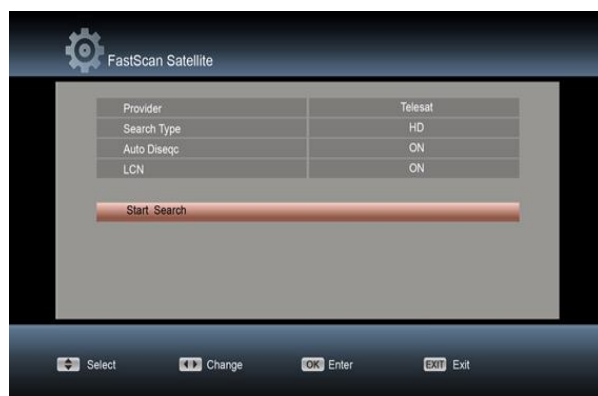 FastScan Satellite
Provider Telesat
Search Type HD
Auto Diseqc ON
LCN ON
Start Search
Select Change OK Enter EXIT Exit